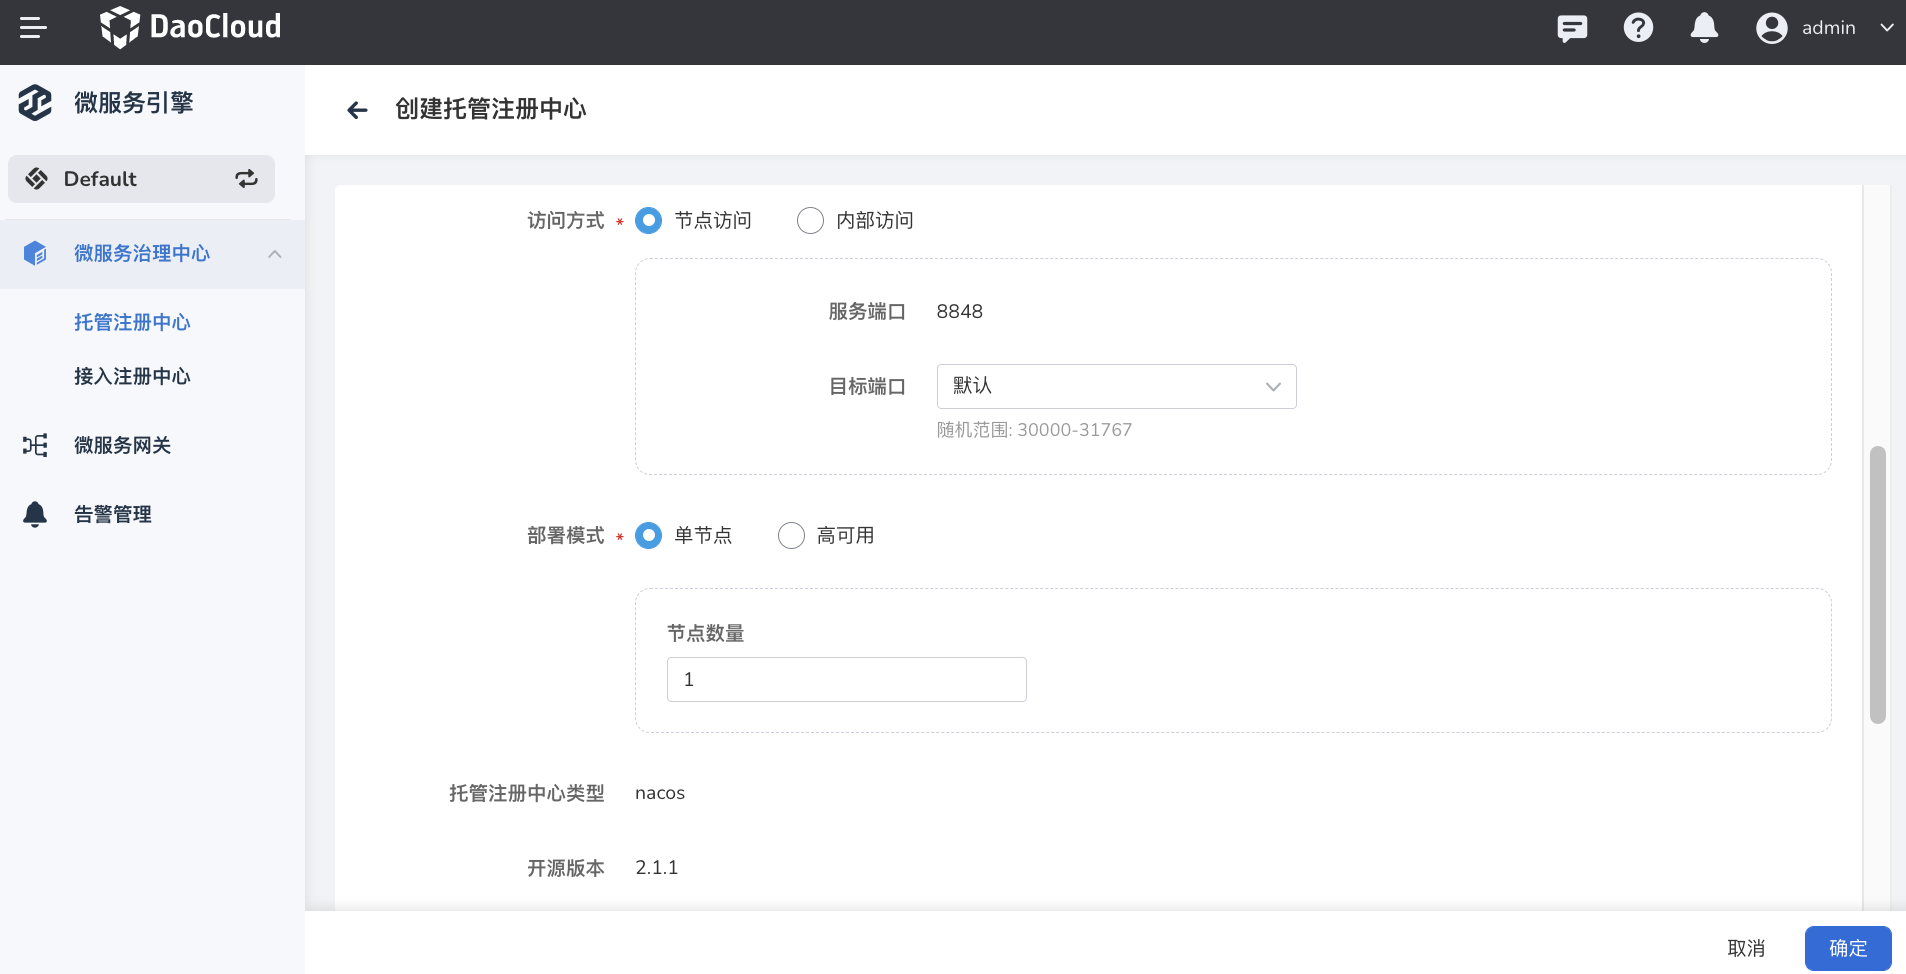 DaoCloud
admin
微服务引擎
Default
微服务治理中心
托管注册中心
接入注册中心
微服务网关
告警管理
创建托管注册中心
访问方式 * 节点访问 内部访问
服务端口 8848
目标端口 默认
随机范围: 30000-31767
部署模式 * 单节点 高可用
节点数量
1
托管注册中心类型 nacos
开源版本 2.1.1
取消 确定